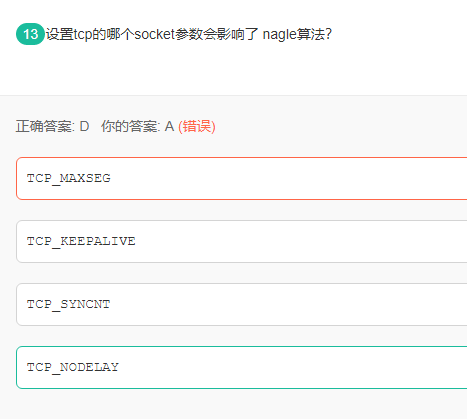 13 设置tcp的哪个socket参数会影响了 nagle算法?
正确答案: D 你的答案: A (错误)
TCP_MAXSEG
TCP_KEEPALIVE
TCP_SYNCNT
TCP_NODELAY